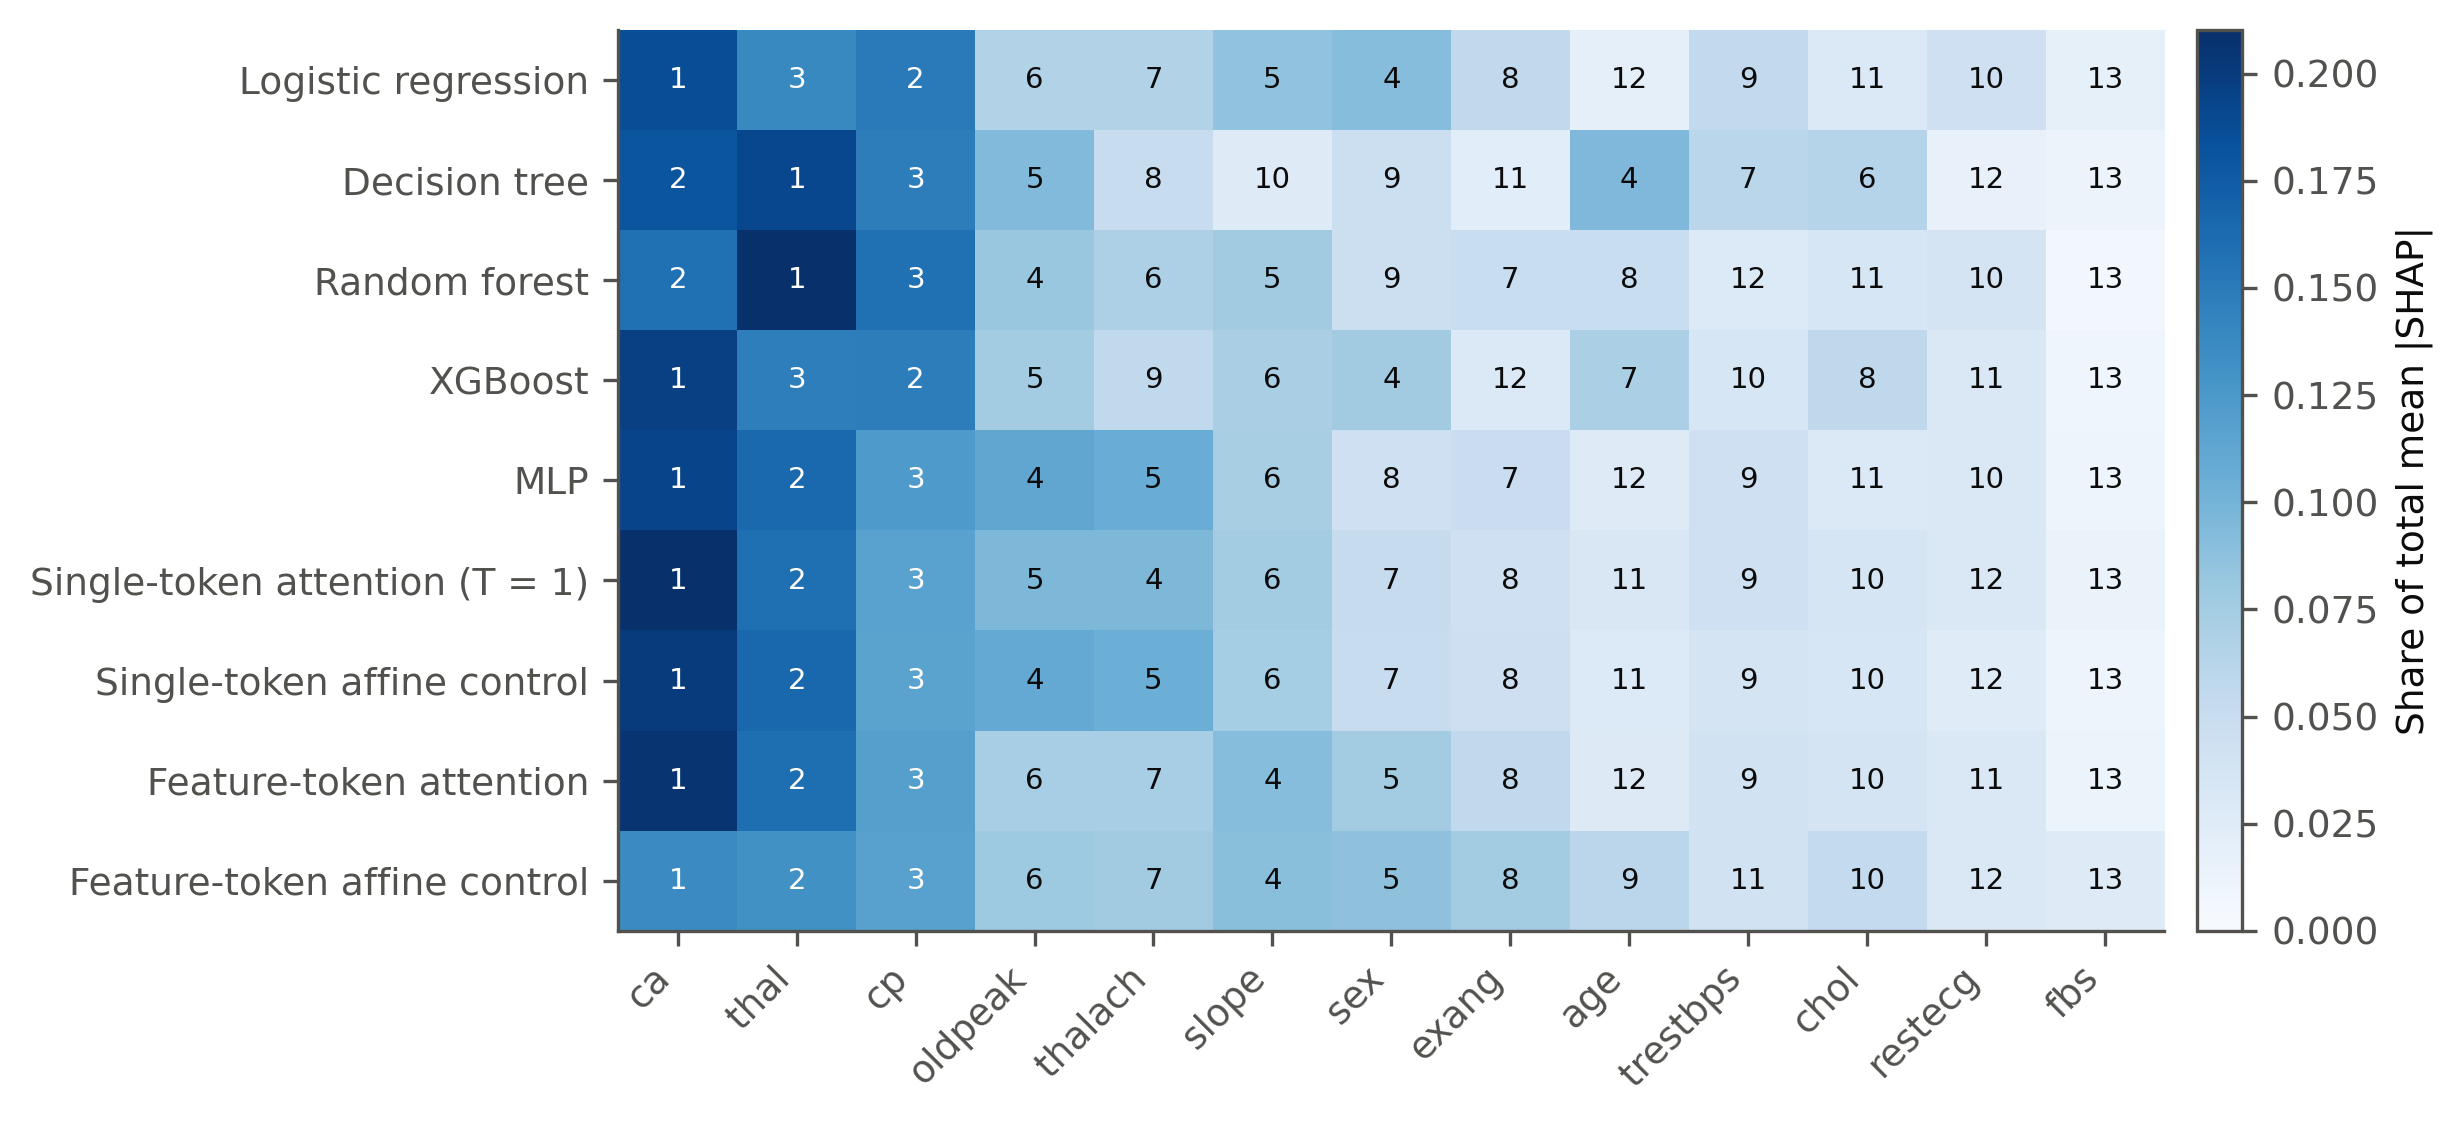 Logistic regression 1 3 2 6 7 5 4 8 12 9 11 10 13
Decision tree 2 1 3 5 8 10 9 11 4 7 6 12 13
Random forest 2 1 3 4 6 5 9 7 8 12 11 10 13
XGBoost 1 3 2 5 9 6 4 12 7 10 8 11 13
MLP 1 2 3 4 5 6 8 7 12 9 11 10 13
Single-token attention (T = 1) 1 2 3 5 4 6 7 8 11 9 10 12 13
Single-token affine control 1 2 3 4 5 6 7 8 11 9 10 12 13
Feature-token attention 1 2 3 6 7 4 5 8 12 9 10 11 13
Feature-token affine control 1 2 3 6 7 4 5 8 9 11 10 12 13
ca thal cp oldpeak thalach slope sex exang age trestbps chol restecg fbs
0.200
0.175
0.150
0.125
0.100
0.075
0.050
0.025
0.000
Share of total mean |SHAP|